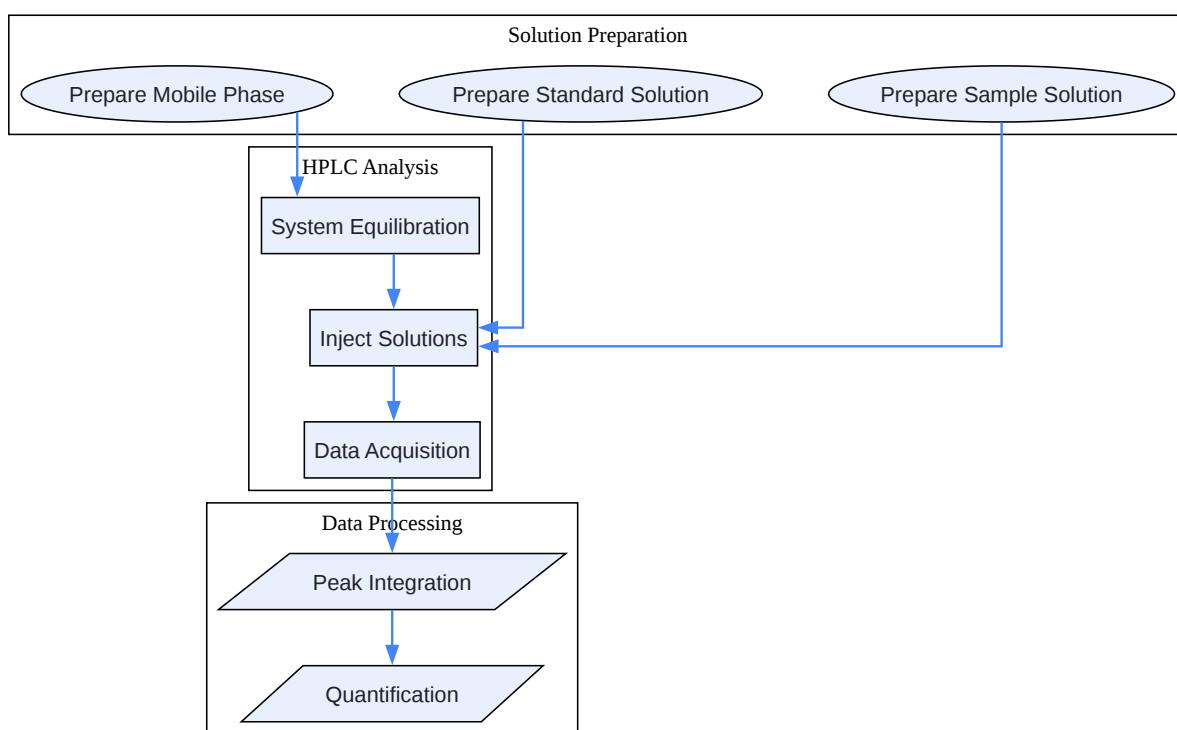 Solution Preparation
Prepare Mobile Phase
Prepare Standard Solution
Prepare Sample Solution
HPLC Analysis
System Equilibration
Inject Solutions
Data Acquisition
Data Processing
Peak Integration
Quantification